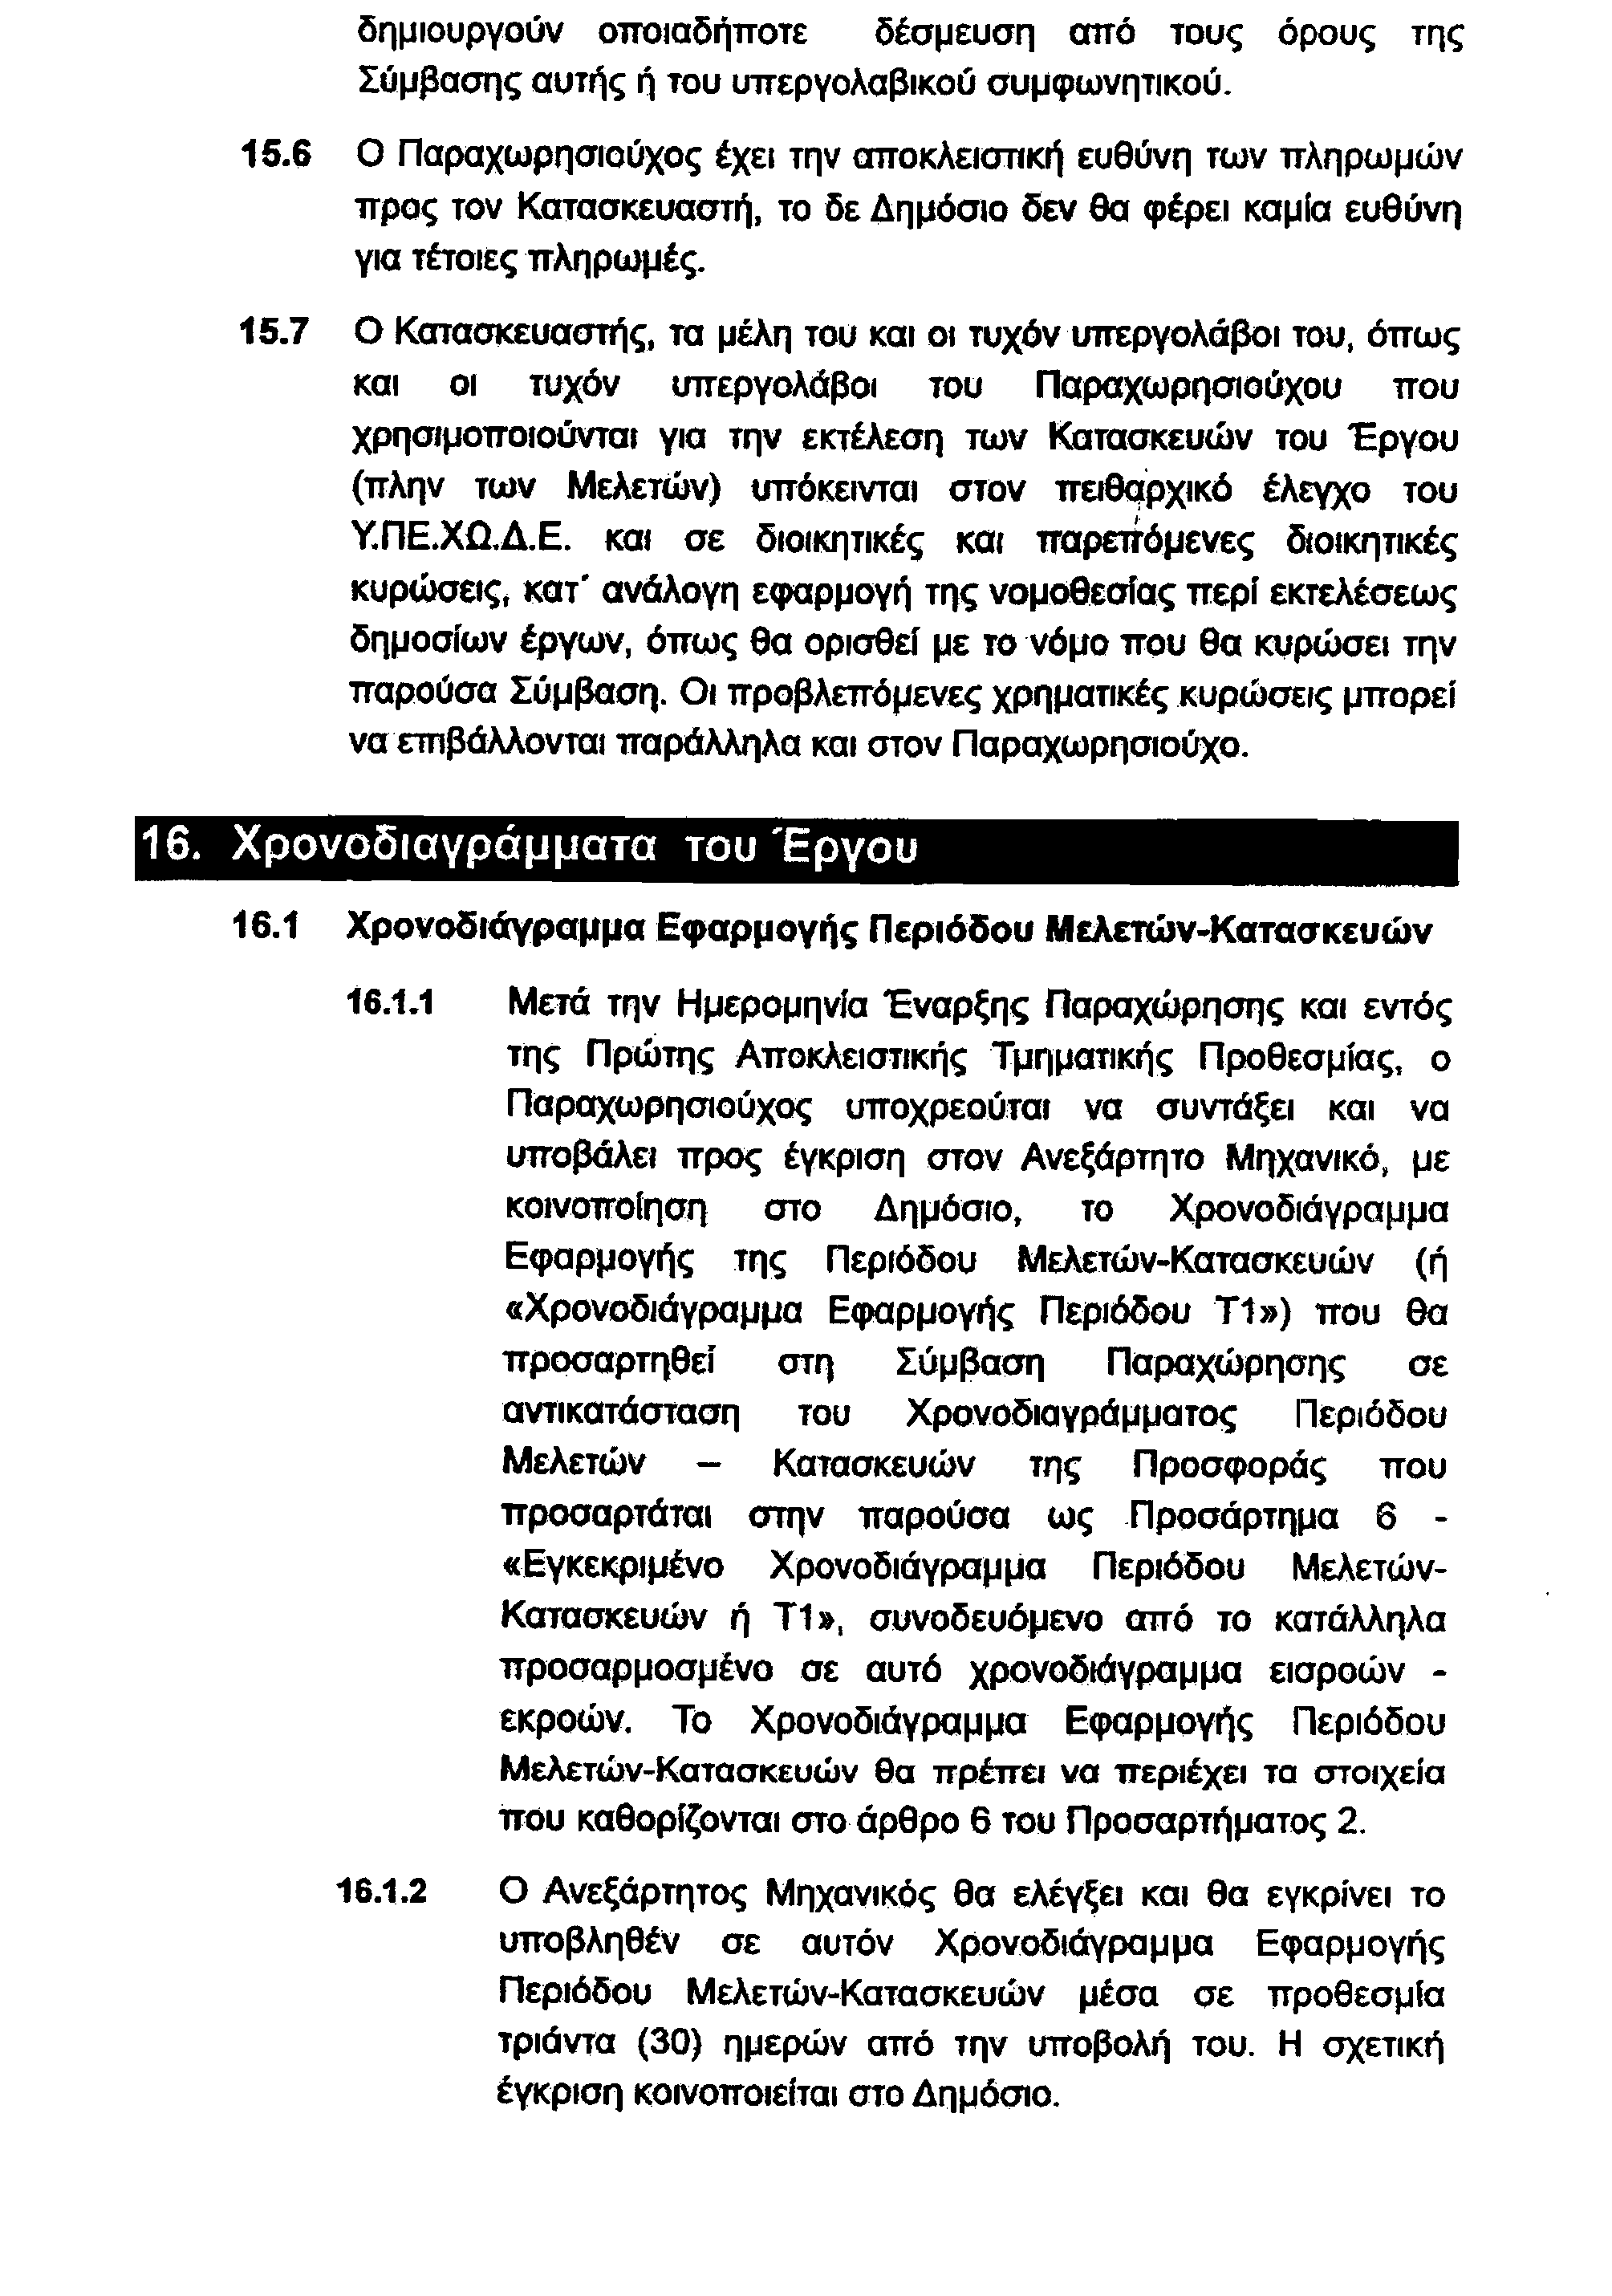 δημιουργούν οποιαδήποτε δέσμευση από τους όρους της
Σύμβασης αυτής ή του υπεργολαβικού συμφωνητικού.
15.6 Ο Παραχωρησιούχος έχει την αποκλειστική ευθύνη των πληρωμών
προς τον Κατασκευαστή, το δε Δημόσιο δεν θα φέρει καμία ευθύνη
για τέτοιες πληρωμές.
15.7 Ο Κατασκευαστής, τα μέλη του και οι τυχόν υπεργολάβοι του, όπως
και οι τυχόν υπεργολάβοι του Παραχωρησιούχου που
χρησιμοποιούνται για την εκτέλεση των Κατασκευών του Έργου
(πλην των Μελετών) υπόκεινται στον πειθαρχικό έλεγχο του
Υ.ΠΕ.ΧΩ.Δ.Ε. και σε διοικητικές και παρεπόμενες διοικητικές
κυρώσεις, κατ' ανάλογη εφαρμογή της νομοθεσίας περί εκτελέσεως
δημοσίων έργων, όπως θα ορισθεί με το νόμο που θα κυρώσει την
παρούσα Σύμβαση. Οι προβλεπόμενες χρηματικές κυρώσεις μπορεί
να επιβάλλονται παράλληλα και στον Παραχωρησιούχο.
16. Χρονοδιαγράμματα του Έργου
16.1 Χρονοδιάγραμμα Εφαρμογής Περιόδου Μελετών-Κατασκευών
16.1.1 Μετά την Ημερομηνία Έναρξης Παραχώρησης και εντός
της Πρώτης Αποκλειστικής Τμηματικής Προθεσμίας, ο
Παραχωρησιούχος υποχρεούται να συντάξει και να
υποβάλει προς έγκριση στον Ανεξάρτητο Μηχανικό, με
κοινοποίηση στο Δημόσιο, το Χρονοδιάγραμμα
Εφαρμογής της Περιόδου Μελετών-Κατασκευών (ή
«Χρονοδιάγραμμα Εφαρμογής Περιόδου Τ1») που θα
προσαρτηθεί στη Σύμβαση Παραχώρησης σε
αντικατάσταση του Χρονοδιαγράμματος Περιόδου
Μελετών – Κατασκευών της Προσφοράς που
προσαρτάται στην παρούσα ως Προσάρτημα 6 -
«Εγκεκριμένο Χρονοδιάγραμμα Περιόδου Μελετών-
Κατασκευών ή Τ1», συνοδευόμενο από το κατάλληλα
προσαρμοσμένο σε αυτό χρονοδιάγραμμα εισροών -
εκροών. Το Χρονοδιάγραμμα Εφαρμογής Περιόδου
Μελετών-Κατασκευών θα πρέπει να περιέχει τα στοιχεία
που καθορίζονται στο άρθρο 6 του Προσαρτήματος 2.
16.1.2 Ο Ανεξάρτητος Μηχανικός θα ελέγξει και θα εγκρίνει το
υποβληθέν σε αυτόν Χρονοδιάγραμμα Εφαρμογής
Περιόδου Μελετών-Κατασκευών μέσα σε προθεσμία
τριάντα (30) ημερών από την υποβολή του. Η σχετική
έγκριση κοινοποιείται στο Δημόσιο.